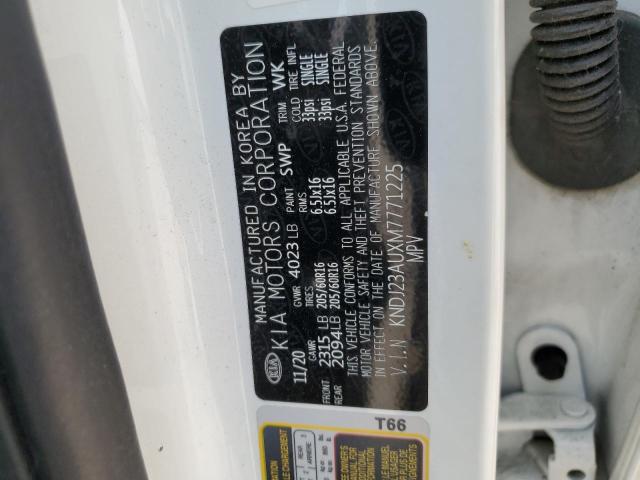 MANUFACTURED IN KOREA BY
KIA KIA MOTORS CORPORATION
11/20 GVWR 4023 LB PAINT SWP TRIM WK
GAWR TIRES RIMS COLD TIRE INFL
FRONT 2315 LB 205/60R16 6.5Jx16 33psi SINGLE
REAR 2094LB 205/60R16 6.5Jx16 33psi SINGLE
THIS VEHICLE CONFORMS TO ALL APPLICABLE U.S.A. FEDERAL
MOTOR VEHICLE SAFETY AND THEFT PREVENTION STANDARDS
IN EFFECT ON THE DATE OF MANUFACTURE SHOWN ABOVE.
V.I.N KNDJ23AUXM7771225
MPV
T66